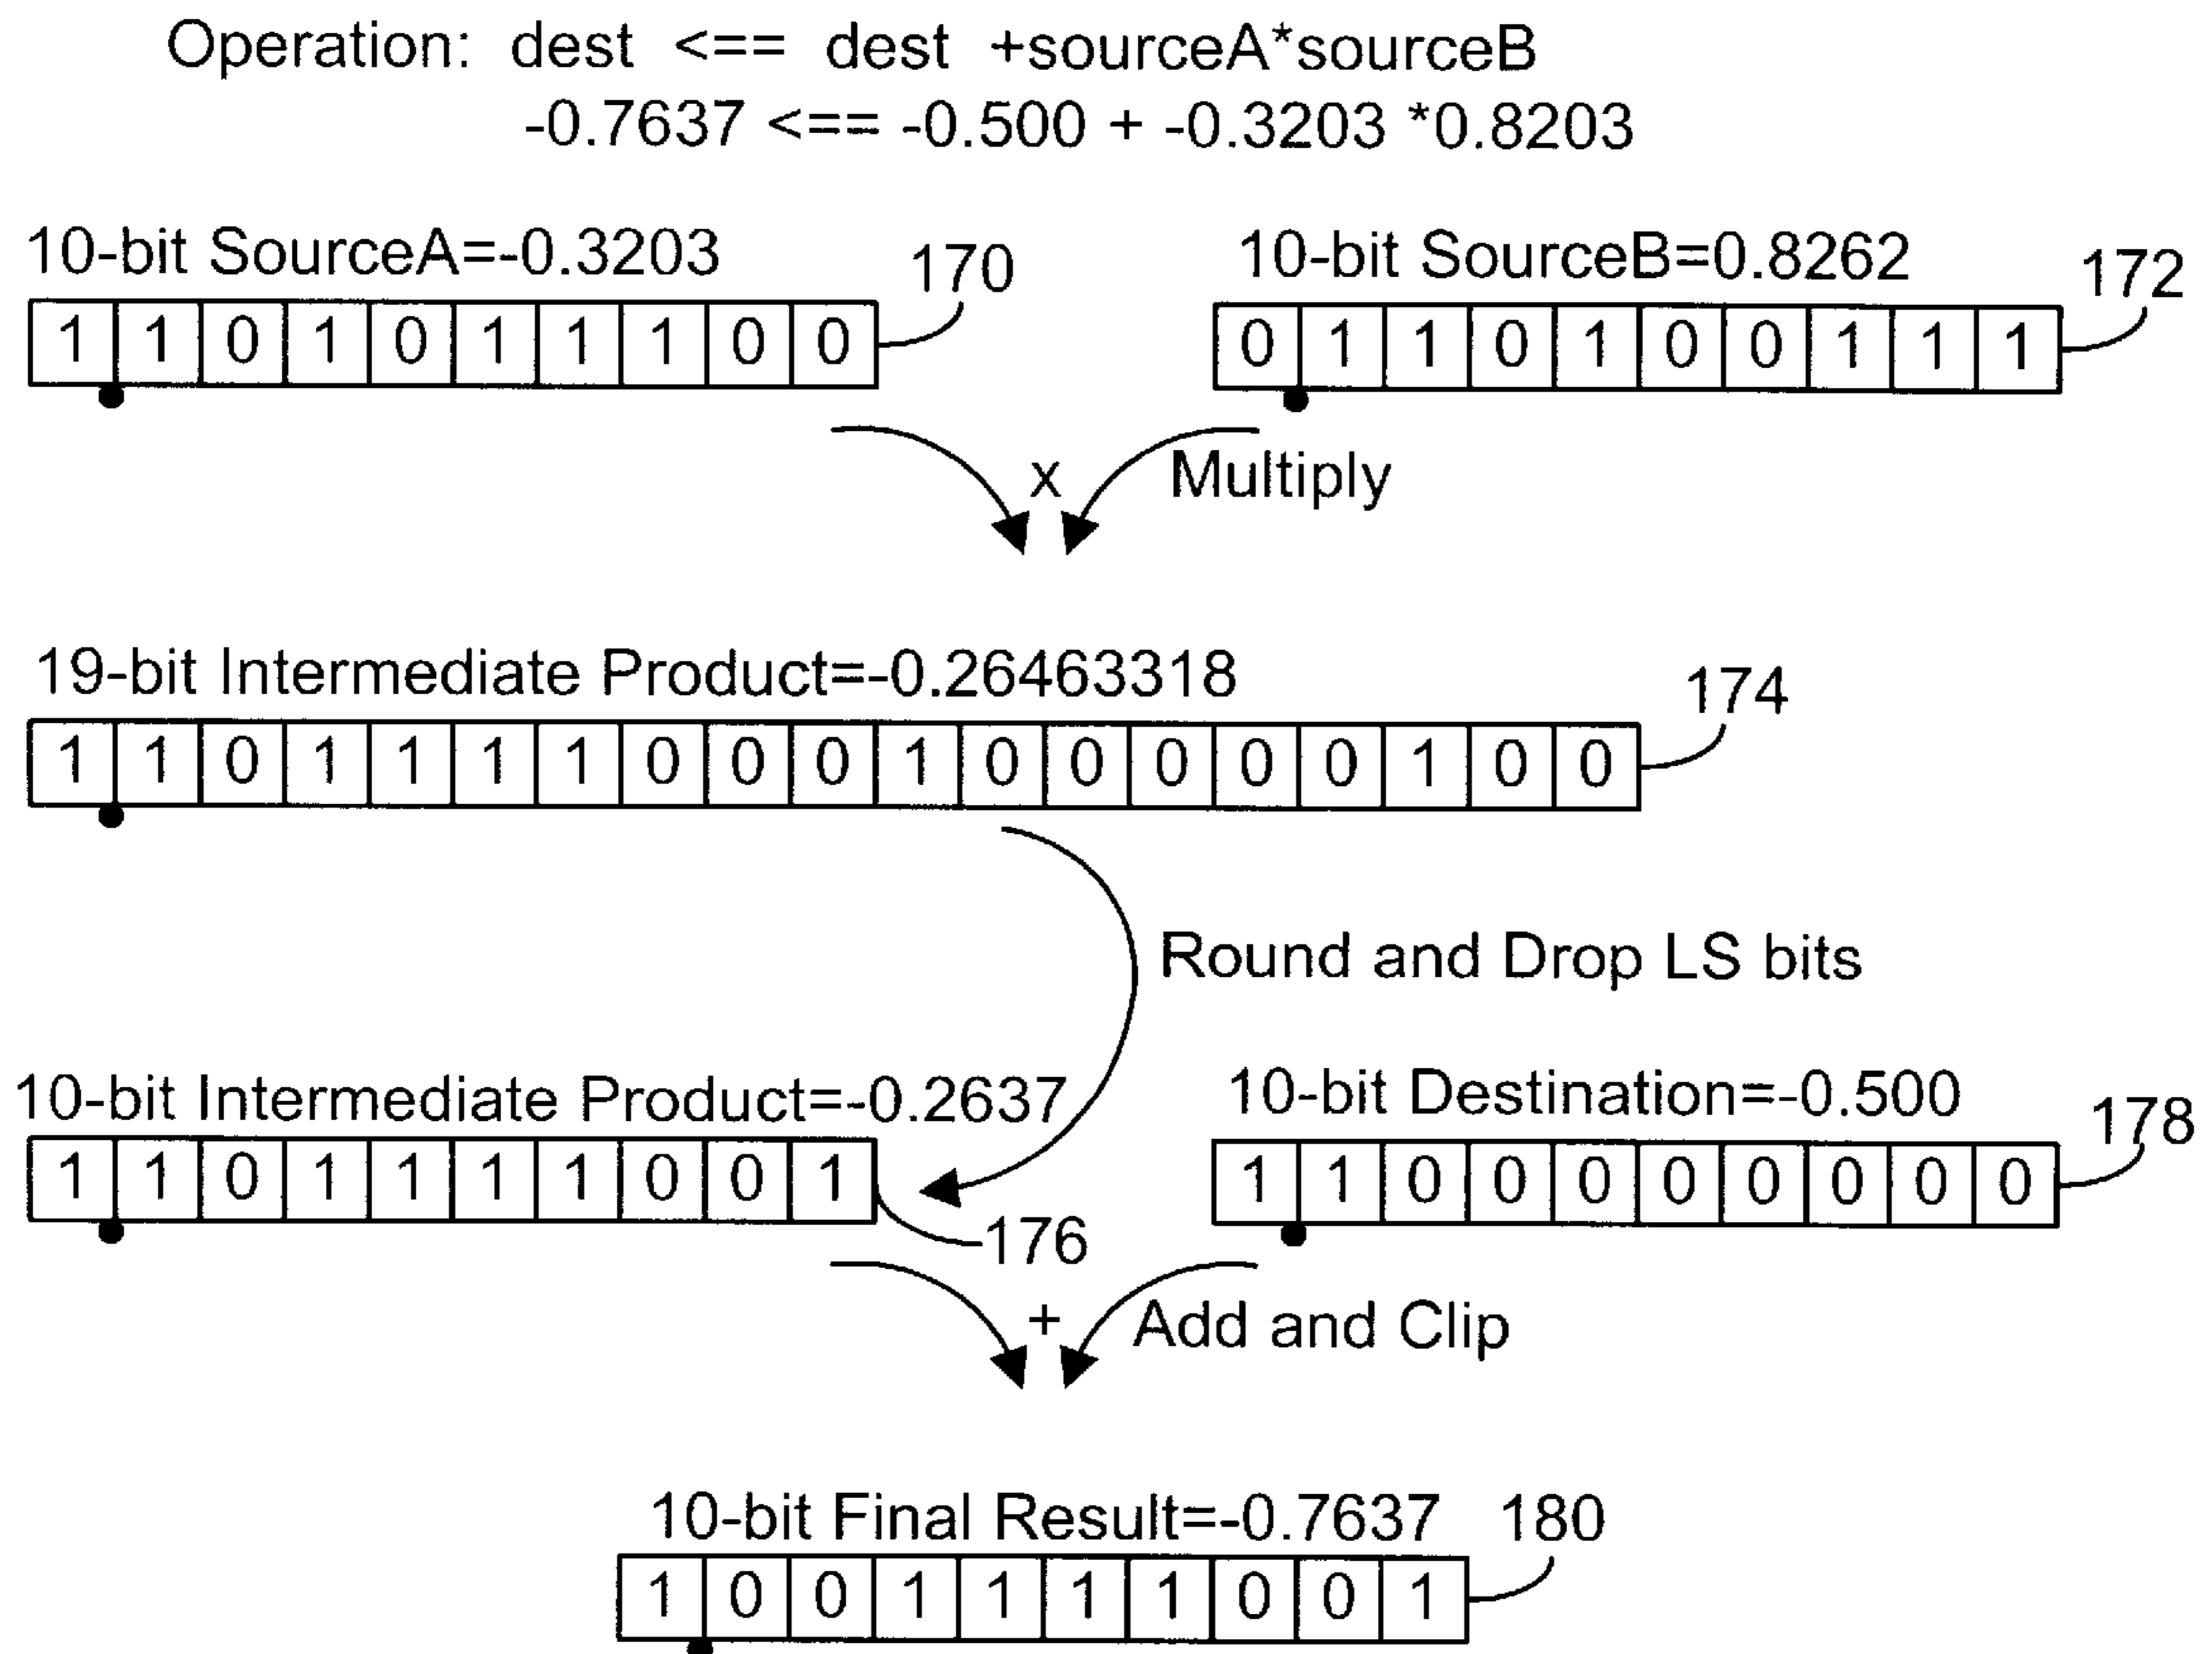 Operation: dest <== dest +sourceA*sourceB
-0.7637 <== -0.500 + -0.3203 *0.8203
10-bit SourceA=-0.3203
170
10-bit SourceB=0.8262
172
1 1 0 1 0 1 1 1 0 0
0 1 1 0 1 0 0 1 1 1
x
Multiply
19-bit Intermediate Product=-0.26463318
174
1 1 0 1 1 1 1 0 0 0 1 0 0 0 0 0 1 0 0
Round and Drop LS bits
10-bit Intermediate Product=-0.2637
10-bit Destination=-0.500
178
1 1 0 1 1 1 1 0 0 1
1 1 0 0 0 0 0 0 0 0
176
+
Add and Clip
10-bit Final Result=-0.7637
180
1 0 0 1 1 1 1 0 0 1